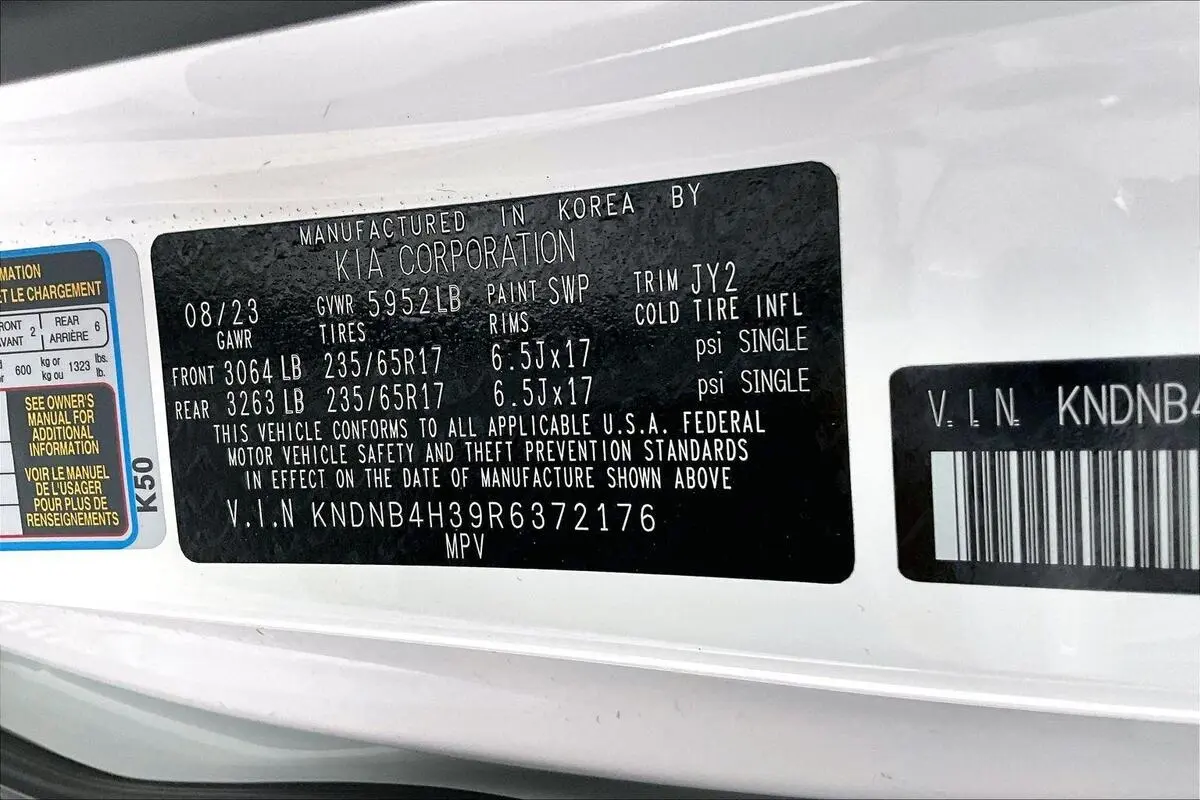 MANUFACTURED IN KOREA BY
KIA CORPORATION
08/23 GVWR 5952LB PAINT SWP TRIM JY2
GAWR TIRES RIMS COLD TIRE INFL
FRONT 3064 LB 235/65R17 6.5Jx17 psi SINGLE
REAR 3263 LB 235/65R17 6.5Jx17 psi SINGLE
THIS VEHICLE CONFORMS TO ALL APPLICABLE U.S.A. FEDERAL
MOTOR VEHICLE SAFETY AND THEFT PREVENTION STANDARDS
IN EFFECT ON THE DATE OF MANUFACTURE SHOWN ABOVE
V.I.N KNDNB4H39R6372176
MPV
MATION
ET LE CHARGEMENT
RONT 2 REAR 6
VANT ARRIÈRE
600 kg or kg ou 1323 lbs. lb.
SEE OWNER'S
MANUAL FOR
ADDITIONAL
INFORMATION
VOIR LE MANUEL
DE L'USAGER
POUR PLUS DE
RENSEIGNEMENTS
K50
V.I.N. KNDNB4